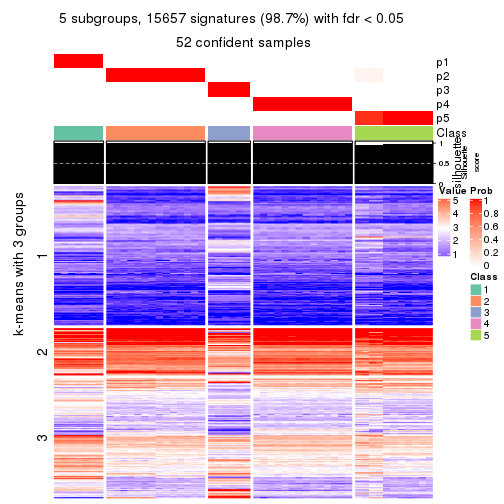 5 subgroups, 15657 signatures (98.7%) with fdr < 0.05
52 confident samples
p1
p2
p3
p4
p5
Class
1
0.5
0
silhouette
Silhouette
score
k-means with 3 groups
1
2
3
Value
5
4
3
2
1
Prob
1
0.8
0.6
0.4
0.2
0
Class
1
2
3
4
5